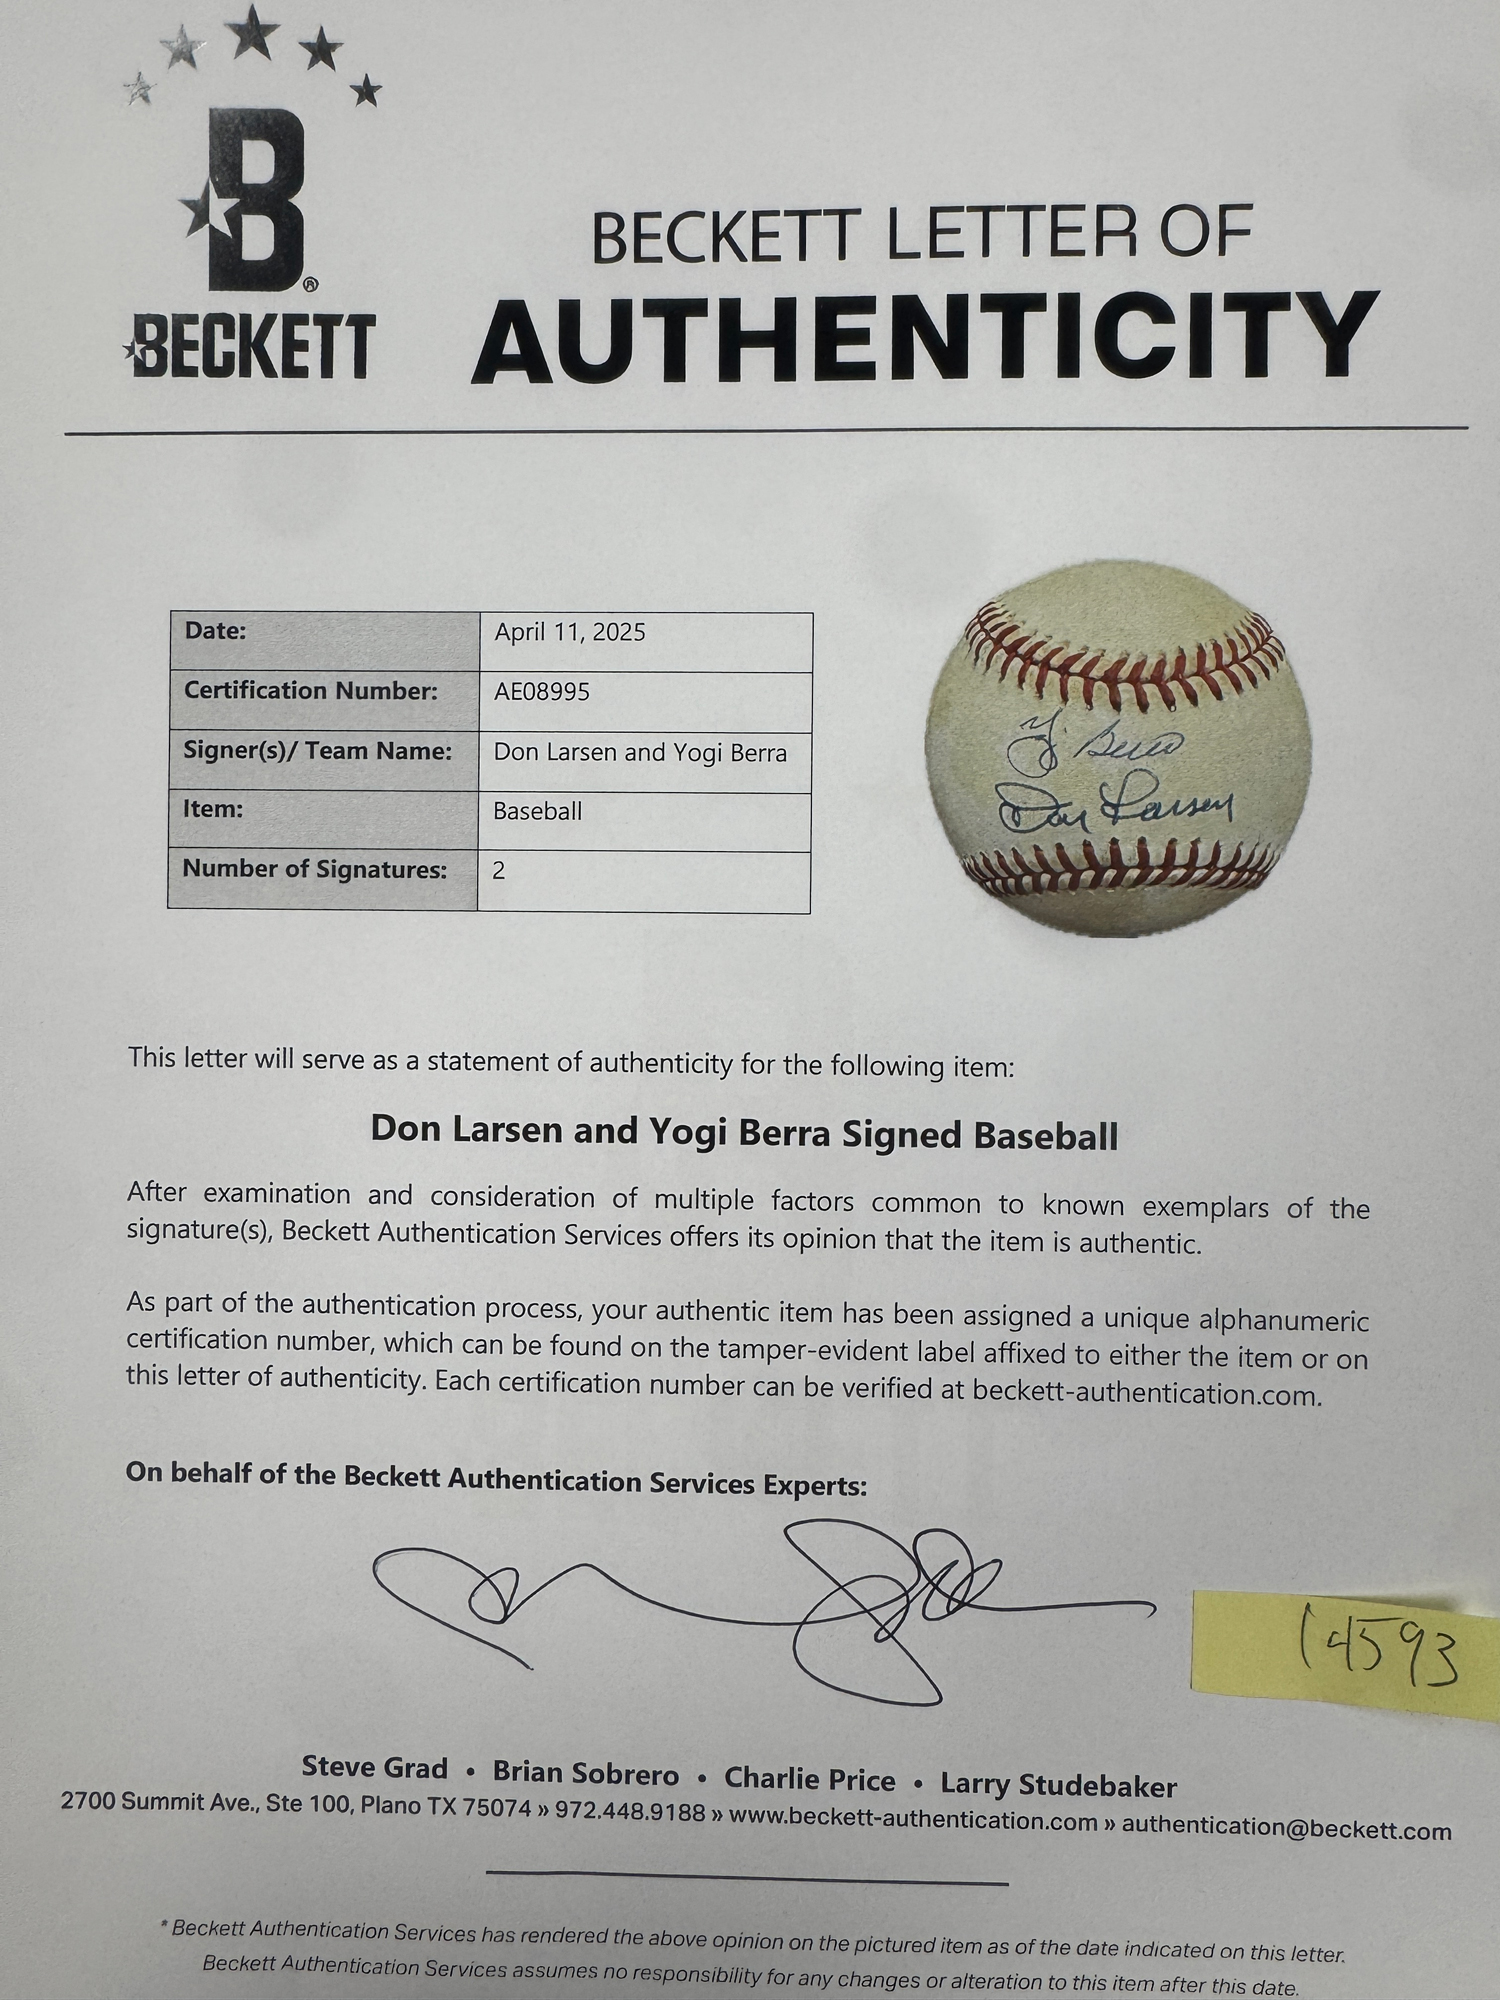 B®
BECKETT
BECKETT LETTER OF
AUTHENTICITY
Date: April 11, 2025
Certification Number: AE08995
Signer(s)/ Team Name: Don Larsen and Yogi Berra
Item: Baseball
Number of Signatures: 2
Y Berra
Don Larsen
This letter will serve as a statement of authenticity for the following item:
Don Larsen and Yogi Berra Signed Baseball
After examination and consideration of multiple factors common to known exemplars of the
signature(s), Beckett Authentication Services offers its opinion that the item is authentic.
As part of the authentication process, your authentic item has been assigned a unique alphanumeric
certification number, which can be found on the tamper-evident label affixed to either the item or on
this letter of authenticity. Each certification number can be verified at beckett-authentication.com.
On behalf of the Beckett Authentication Services Experts:
14593
Steve Grad • Brian Sobrero • Charlie Price • Larry Studebaker
2700 Summit Ave., Ste 100, Plano TX 75074 » 972.448.9188 » www.beckett-authentication.com » authentication@beckett.com
* Beckett Authentication Services has rendered the above opinion on the pictured item as of the date indicated on this letter.
Beckett Authentication Services assumes no responsibility for any changes or alteration to this item after this date.